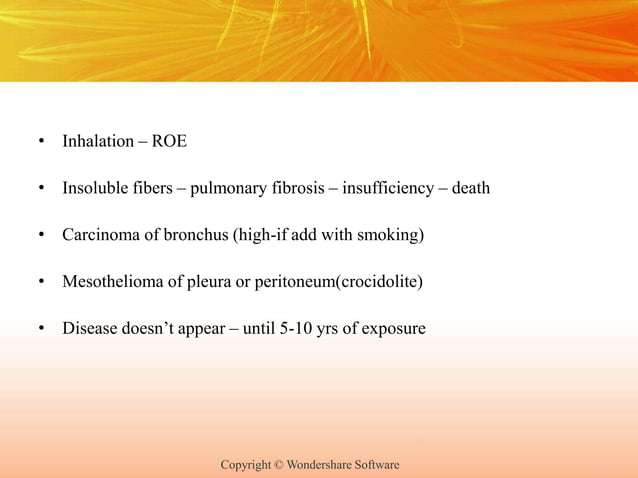 • Inhalation – ROE
• Insoluble fibers – pulmonary fibrosis – insufficiency – death
• Carcinoma of bronchus (high-if add with smoking)
• Mesothelioma of pleura or peritoneum(crocidolite)
• Disease doesn’t appear – until 5-10 yrs of exposure
Copyright © Wondershare Software